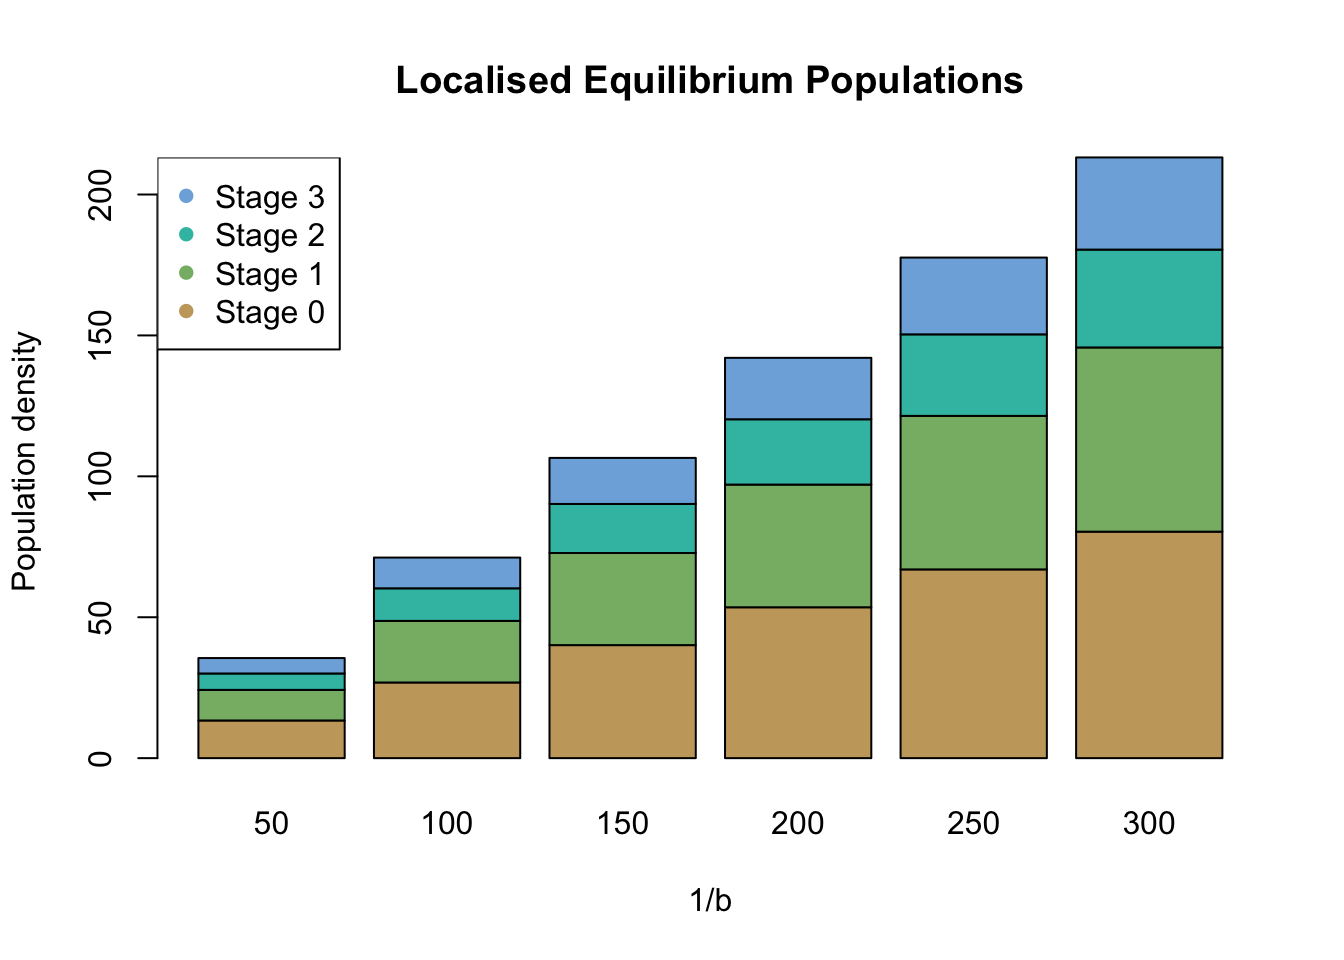 Localised Equilibrium Populations
Stage 3
Stage 2
Stage 1
Stage 0
Population density
200
150
100
50
0
50 100 150 200 250 300
1/b